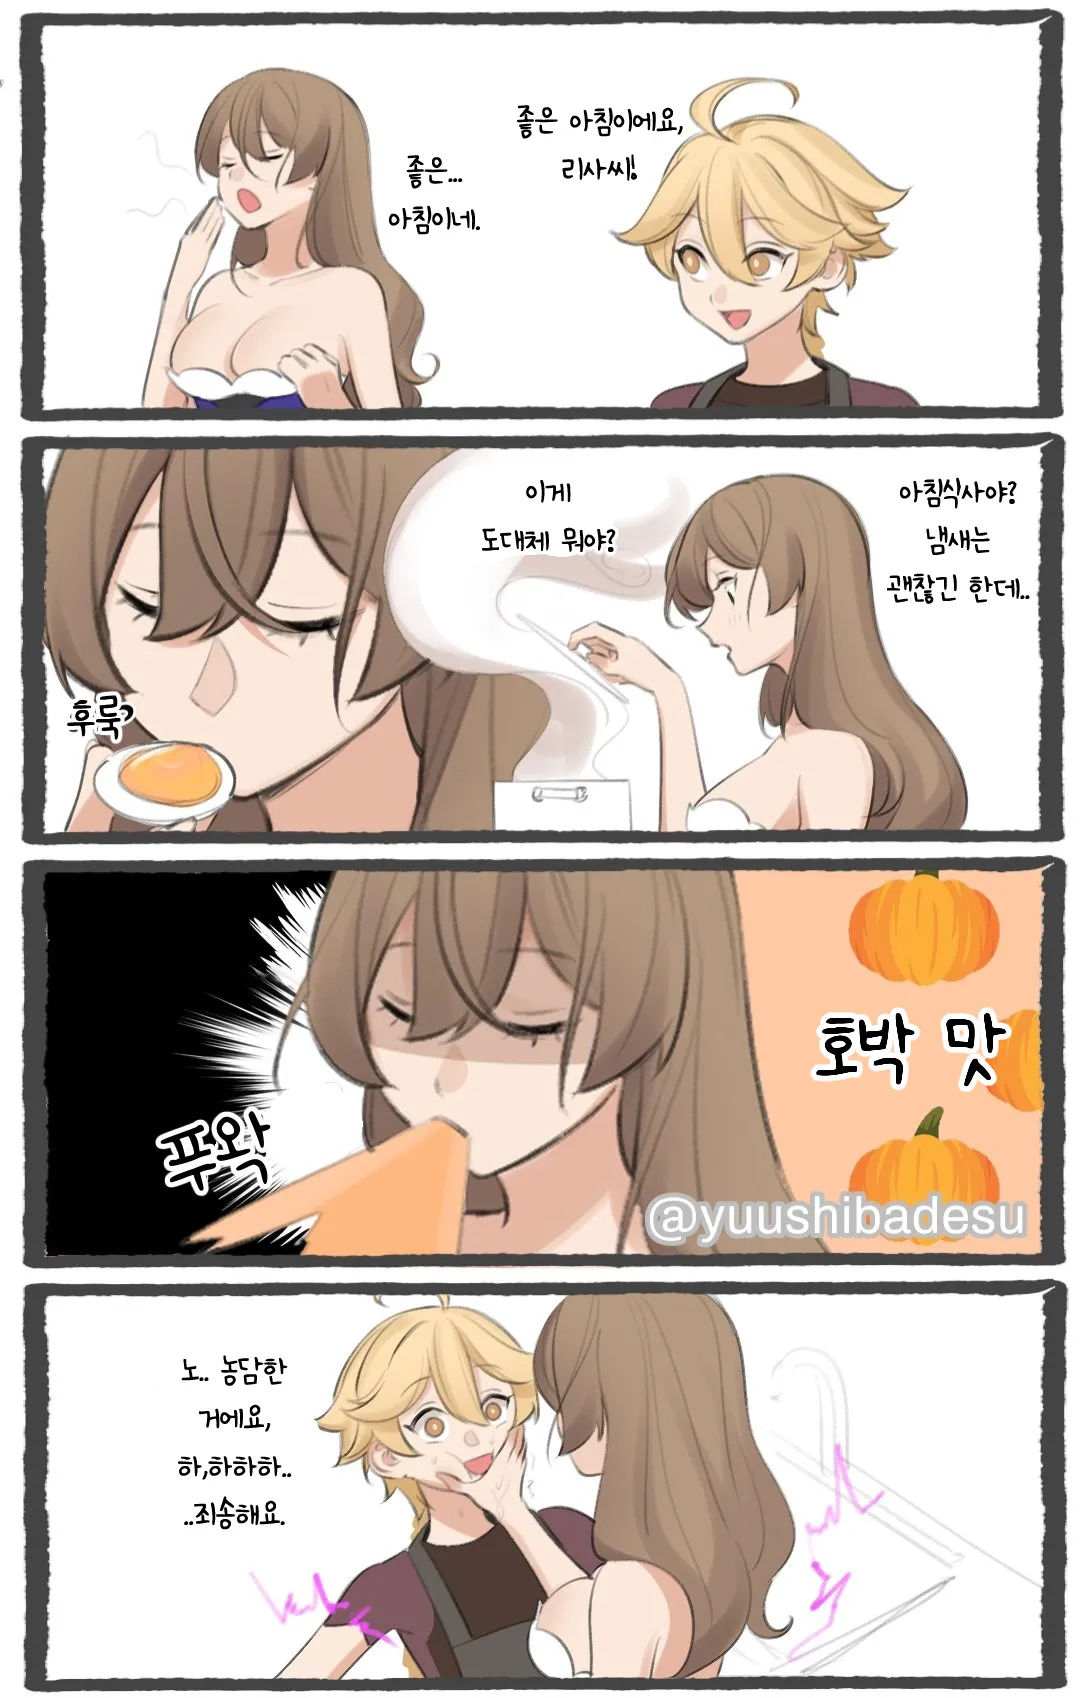 좋은 아침이에요,
리사씨!
좋은...
아침이네.
아침식사야?
냄새는
괜찮긴 한데..
이게
도대체 뭐야?
후룩
호박 맛
푸왁
@yuushibadesu
노.. 농담한
거에요,
하,하하하..
..죄송해요.